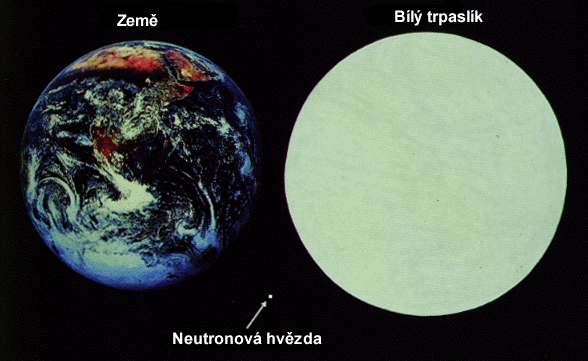 Země
Bílý trpaslík
Neutronová hvězda